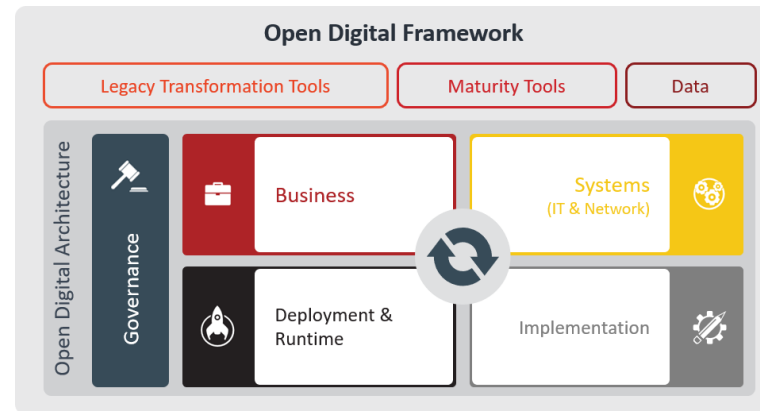 Open Digital Framework
Legacy Transformation Tools
Maturity Tools
Data
Open Digital Architecture
Governance
Business
Systems
(IT & Network)
Deployment &
Runtime
Implementation